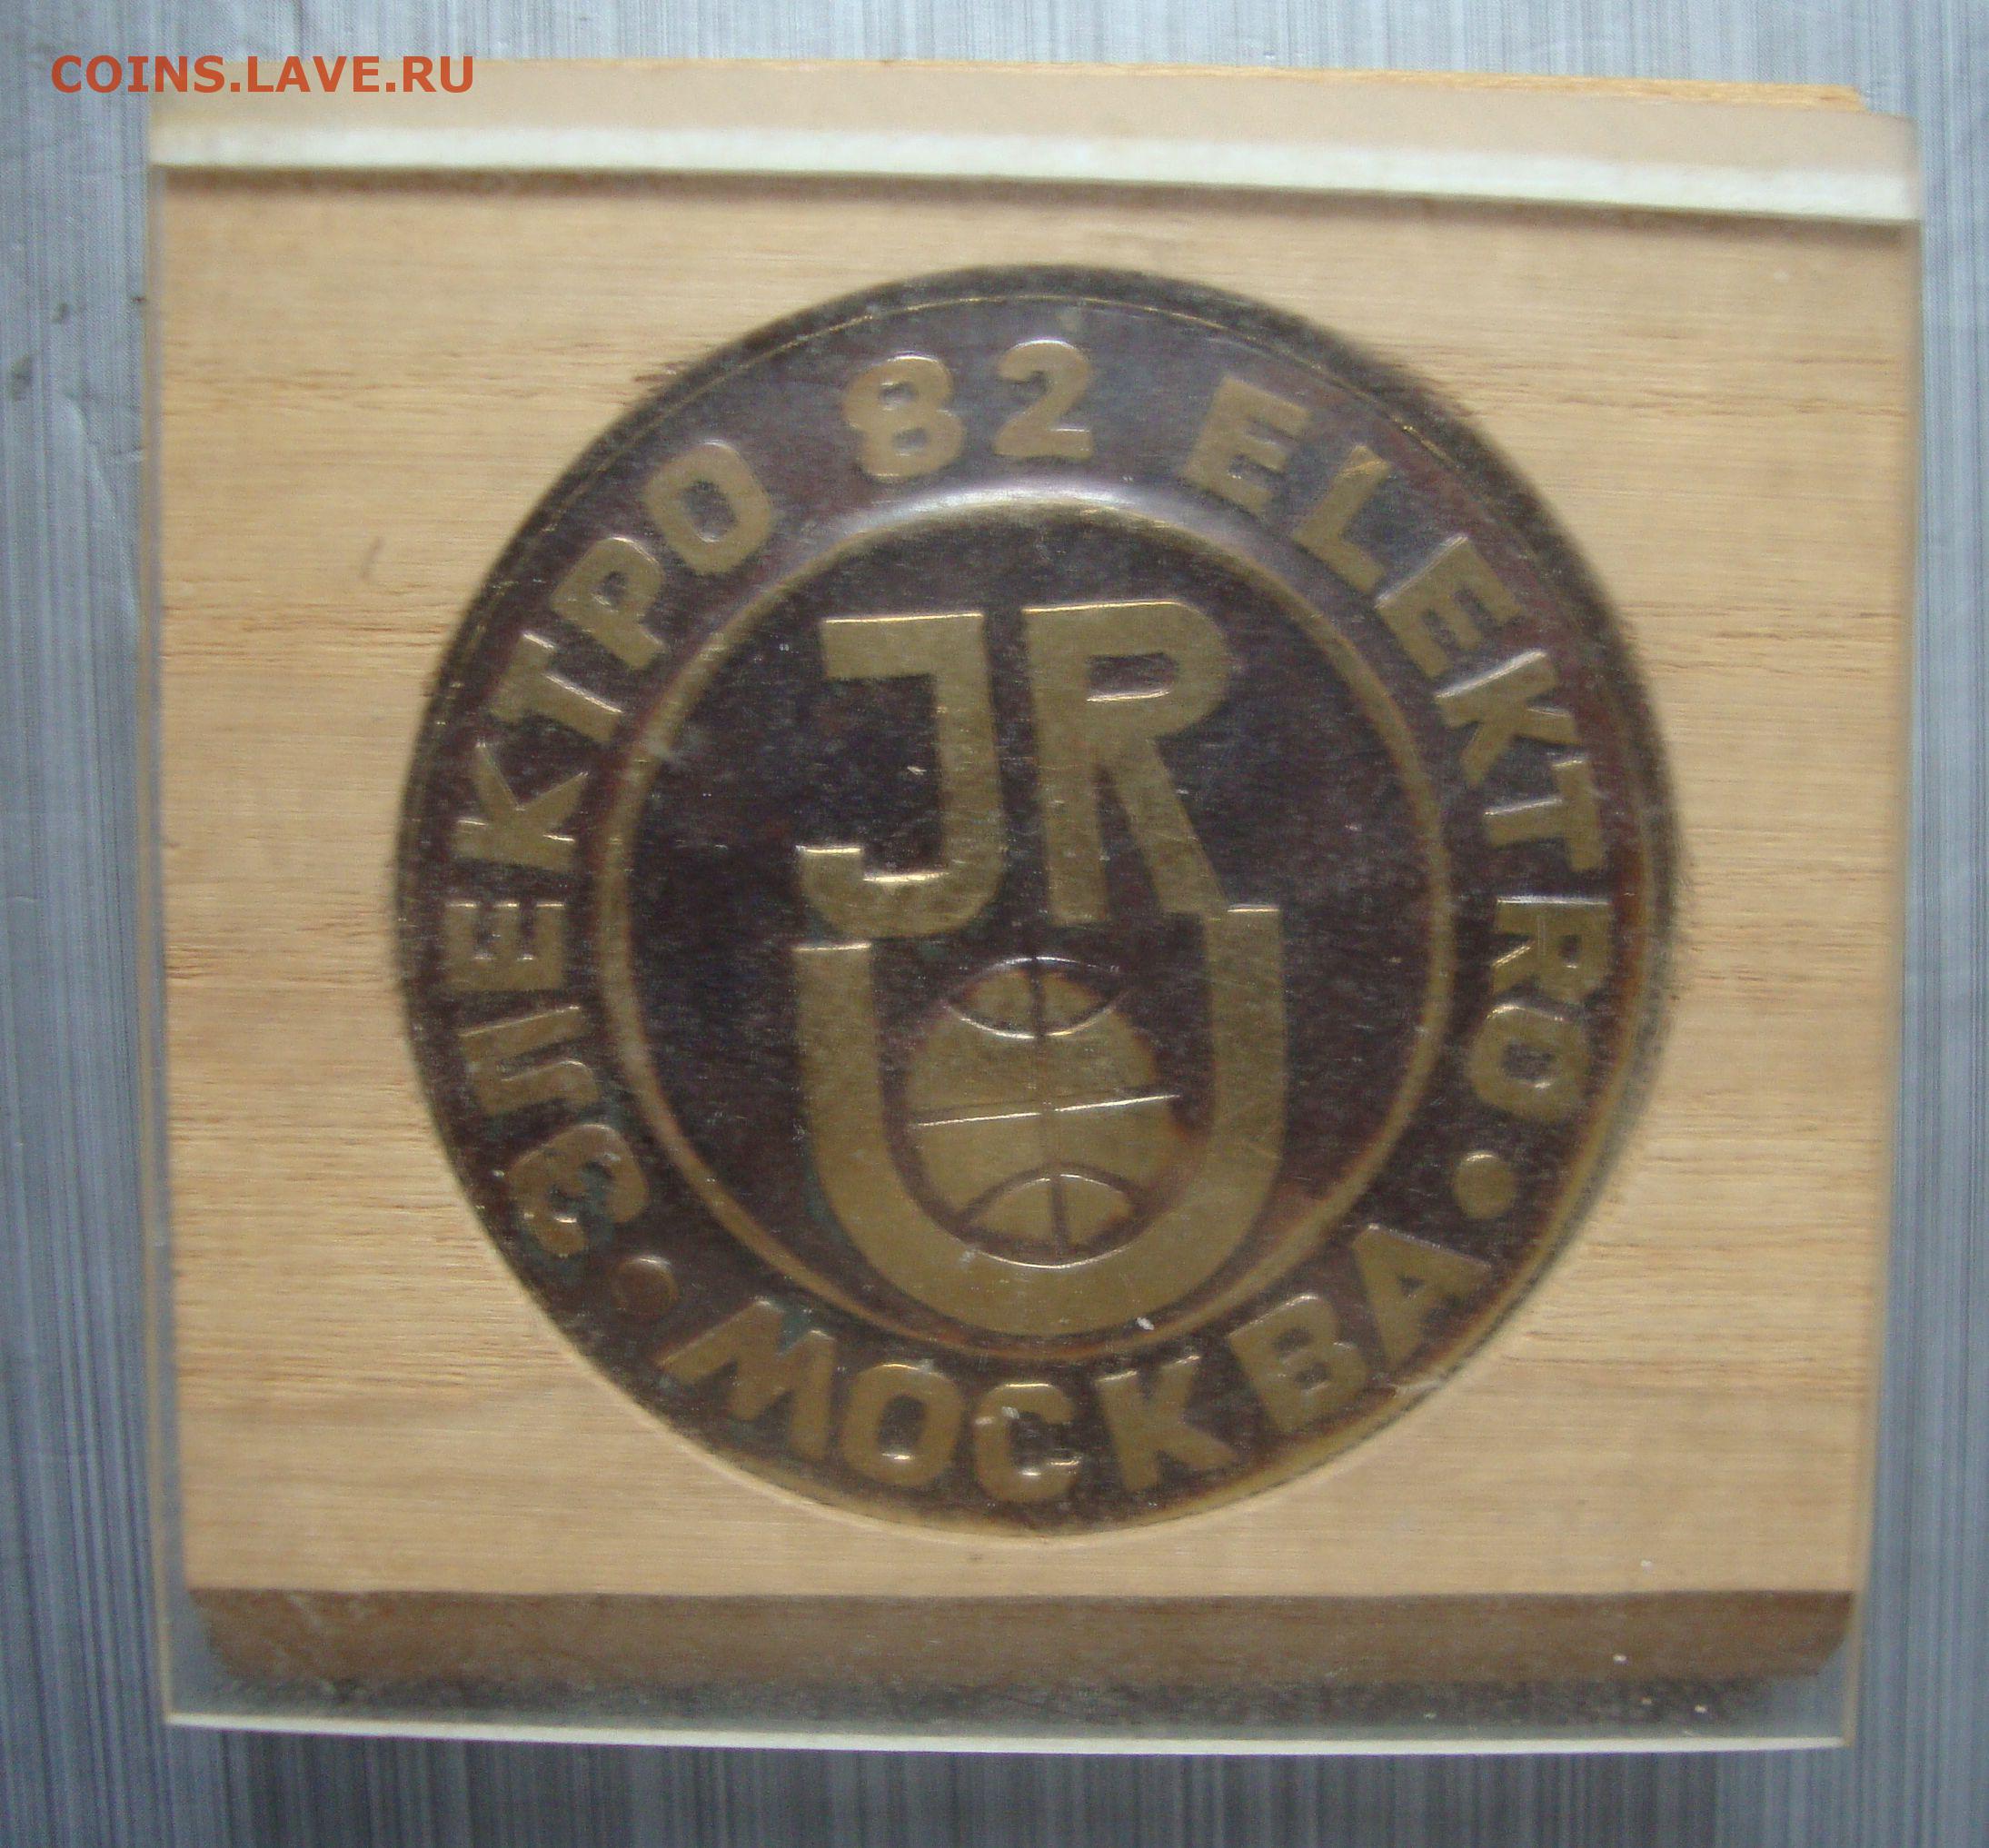 COINS.LAVE.RU
ЭЛЕКТРО 82 ELEKTRO
JR
U
• МОСКВА •